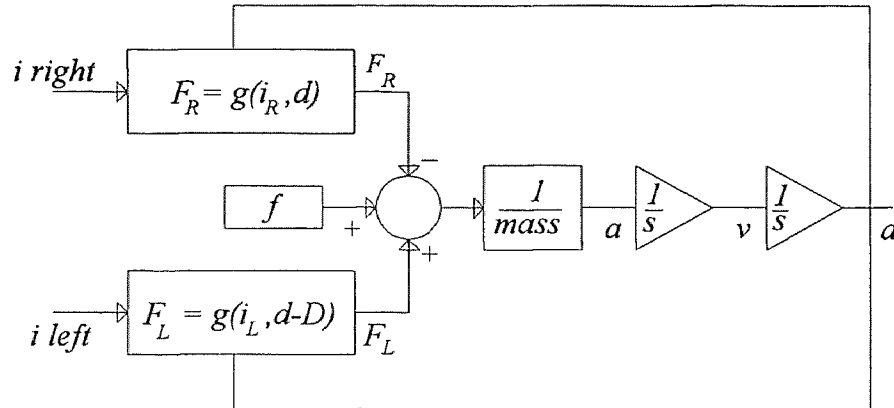 i right
F_R = g(i_R, d)
F_R
−
f
+
+
1
mass
a
1
s
v
1
s
d
i left
F_L = g(i_L, d-D)
F_L